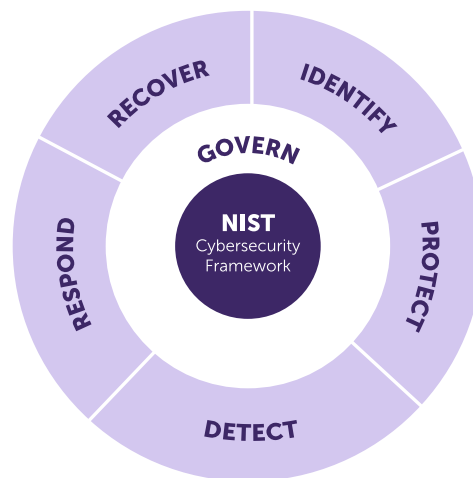 RECOVER
IDENTIFY
GOVERN
NIST
Cybersecurity
Framework
RESPOND
PROTECT
DETECT